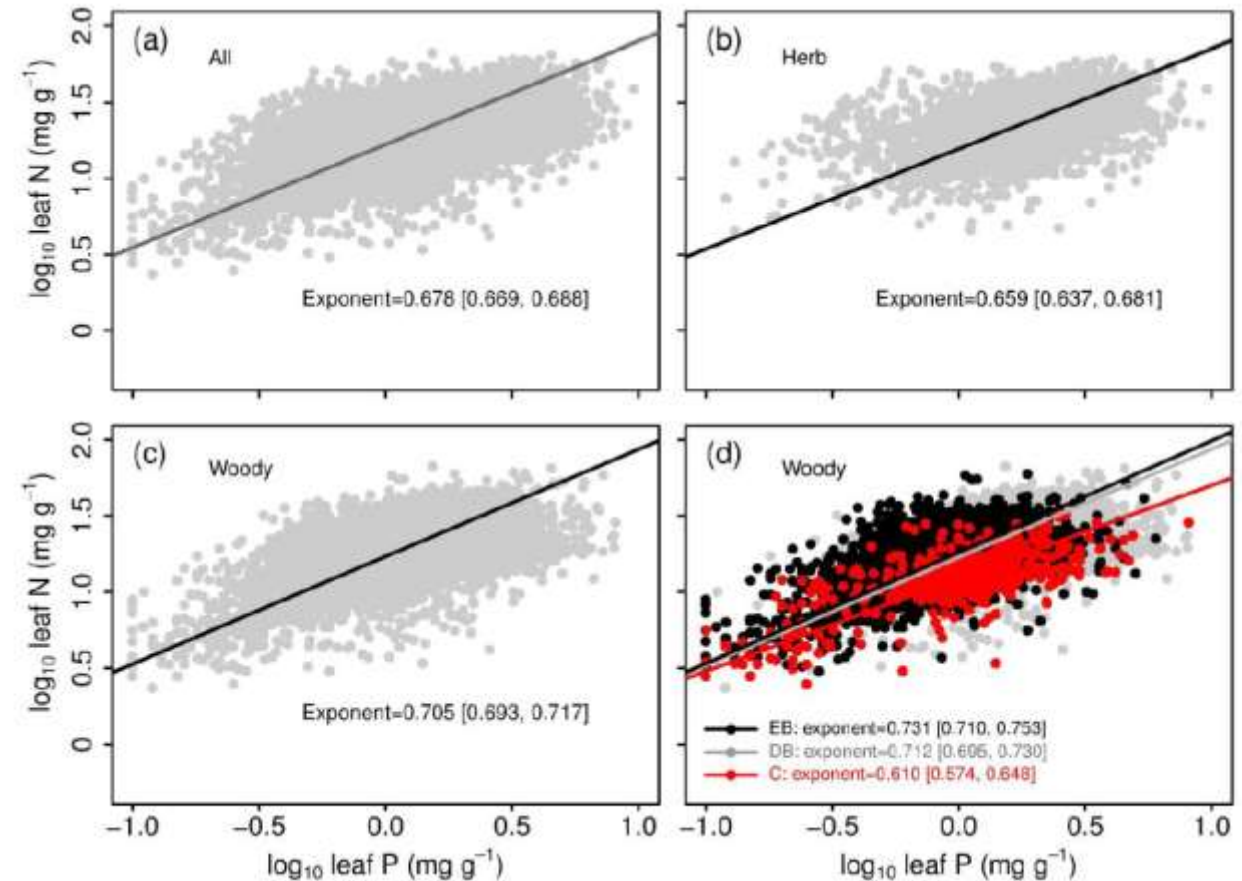 (a) All
log₁₀ leaf N (mg g⁻¹)
2.0
1.5
1.0
0.5
0
Exponent=0.678 [0.669, 0.688]
(b) Herb
Exponent=0.659 [0.637, 0.681]
(c) Woody
log₁₀ leaf N (mg g⁻¹)
2.0
1.5
1.0
0.5
0
Exponent=0.705 [0.693, 0.717]
−1.0 −0.5 0.0 0.5 1.0
log₁₀ leaf P (mg g⁻¹)
(d) Woody
EB: exponent=0.731 [0.710, 0.753]
DB: exponent=0.712 [0.695, 0.730]
C: exponent=0.610 [0.574, 0.648]
−1.0 −0.5 0.0 0.5 1.0
log₁₀ leaf P (mg g⁻¹)